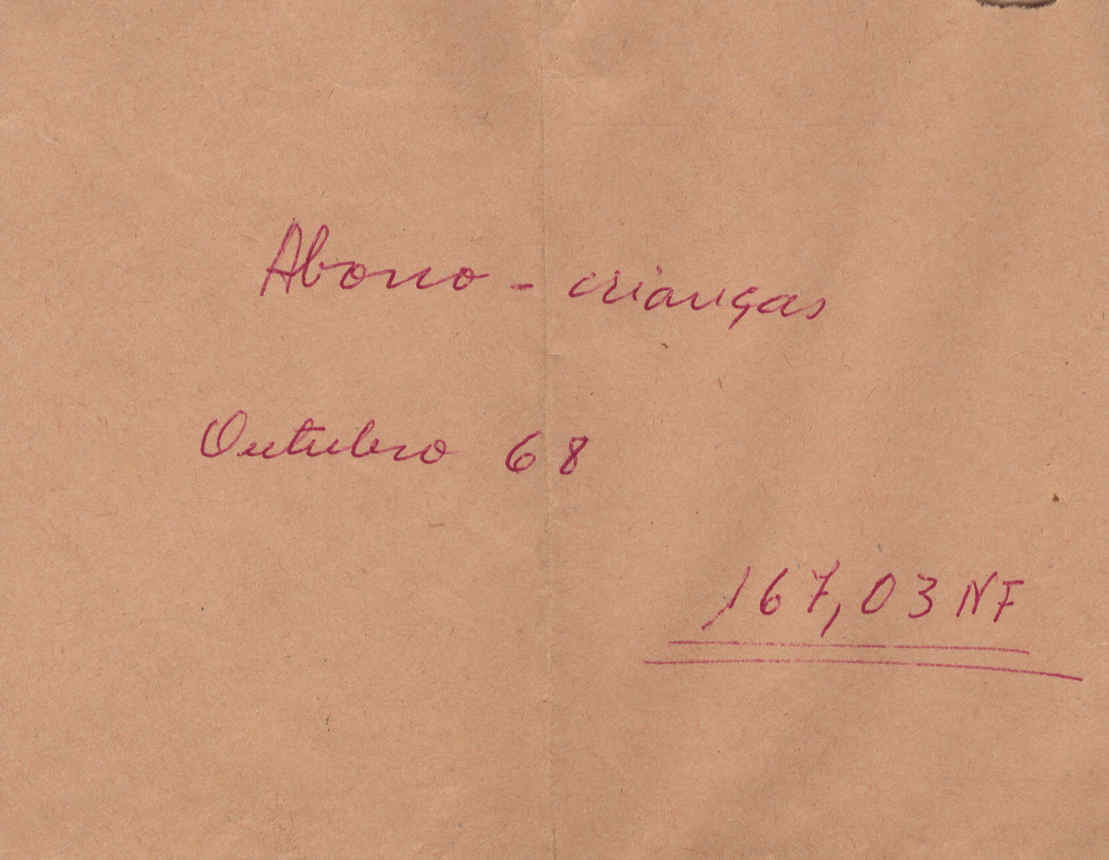 Abono - crianças
Outubro 68
167,03 NF